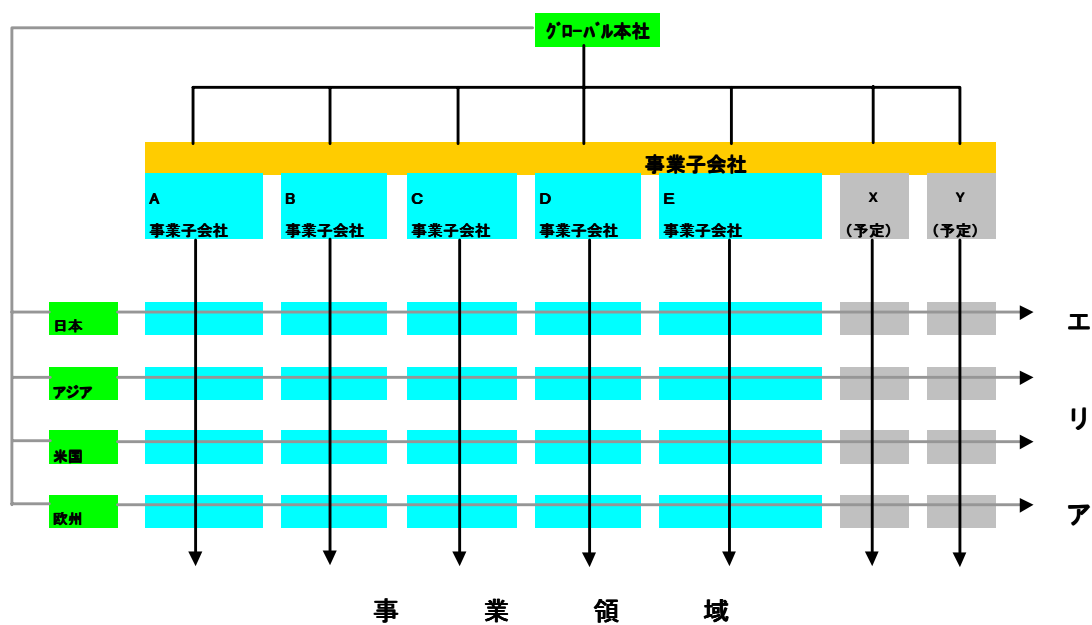 グローバル本社
事業子会社
A
事業子会社
B
事業子会社
C
事業子会社
D
事業子会社
E
事業子会社
X
(予定)
Y
(予定)
日本
アジア
米国
欧州
エリア
事業領域